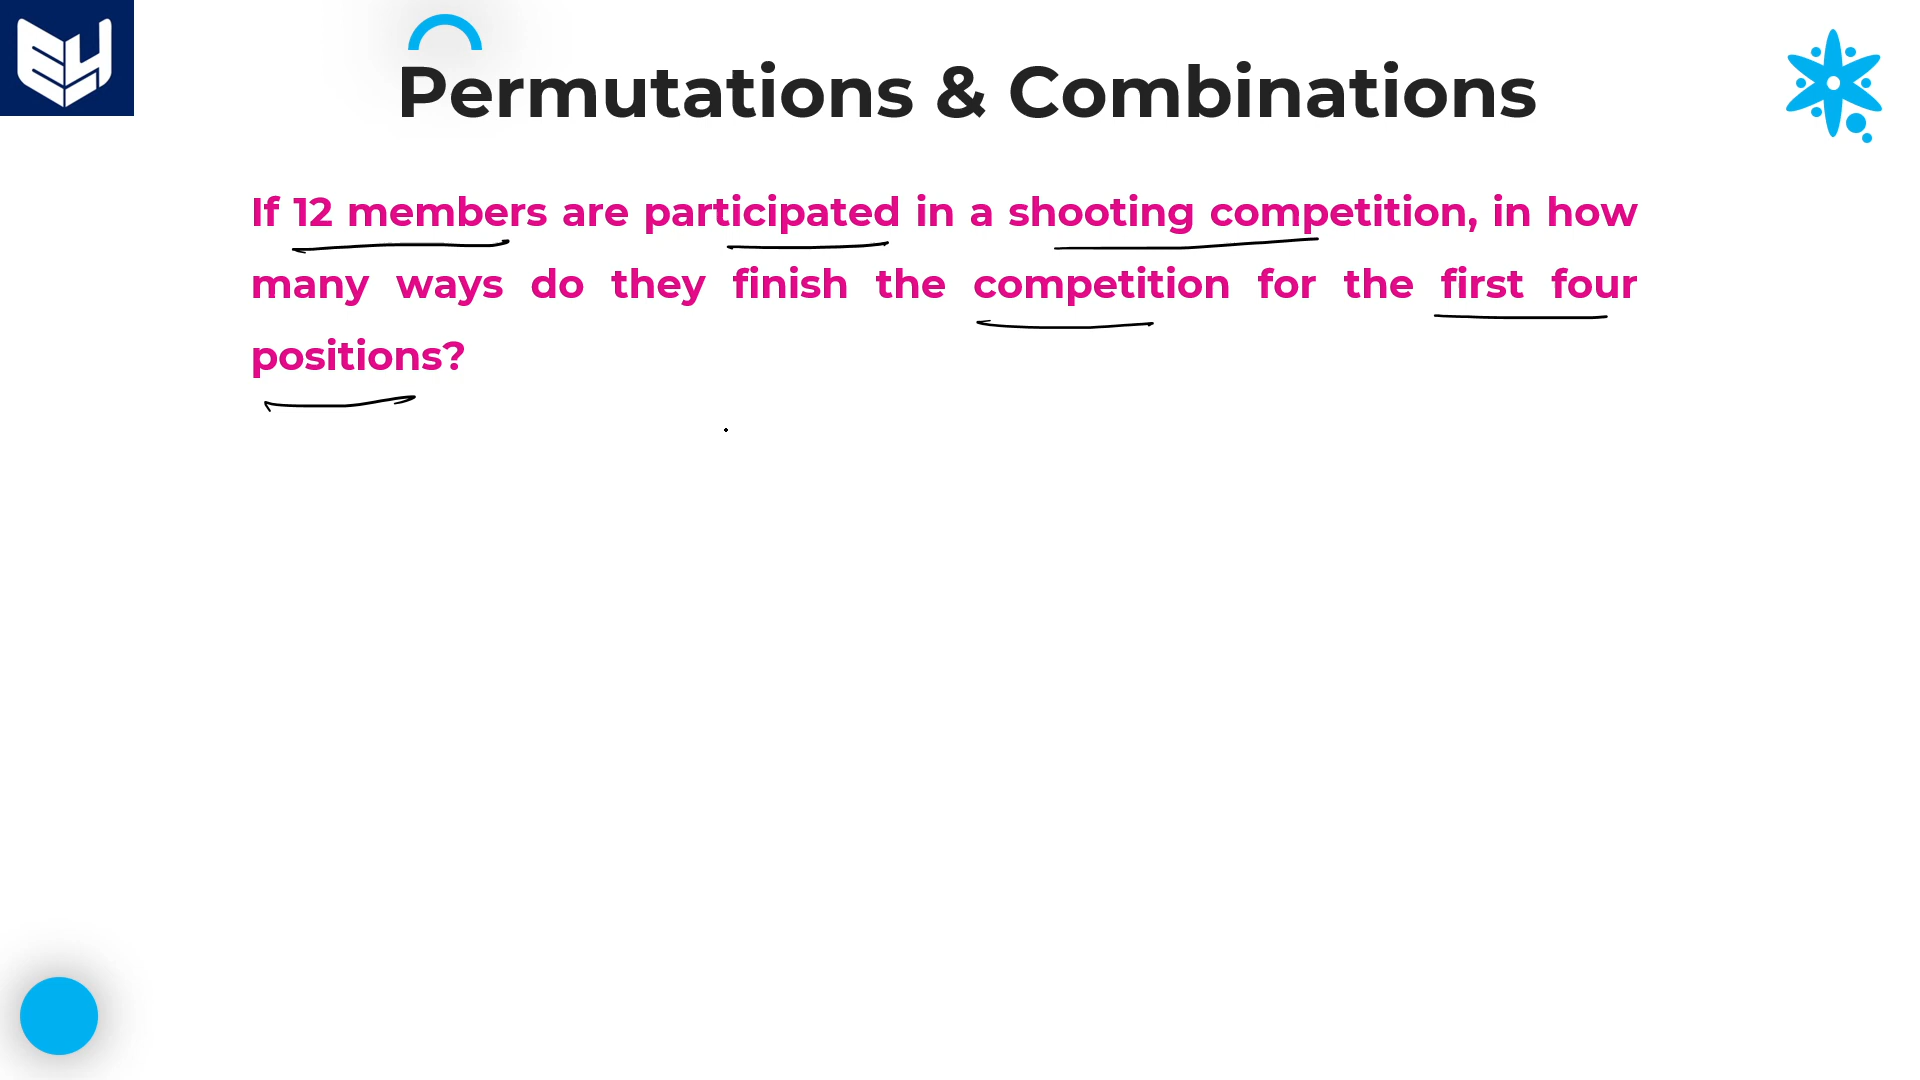 Permutations & Combinations
If 12 members are participated in a shooting competition, in how
many ways do they finish the competition for the first four
positions?